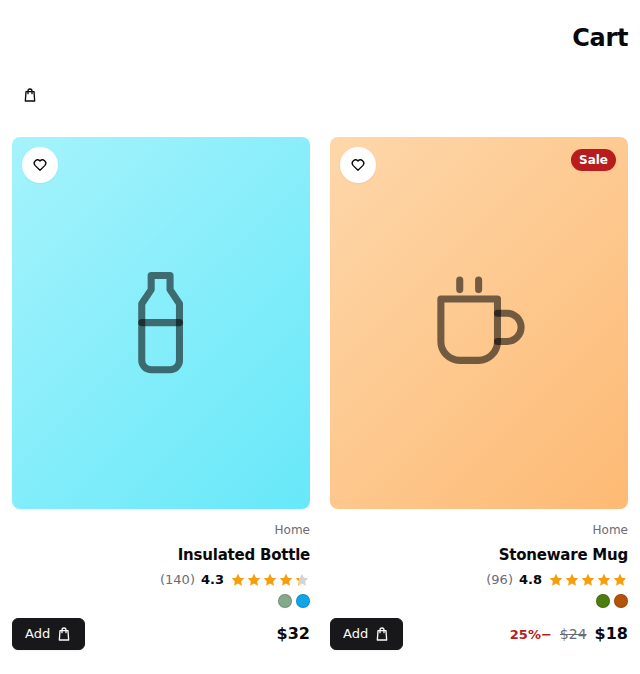 Cart
Sale
Home
Stoneware Mug
4.8 (96)
$18 $24 25%−
Add
Home
Insulated Bottle
4.3 (140)
$32
Add